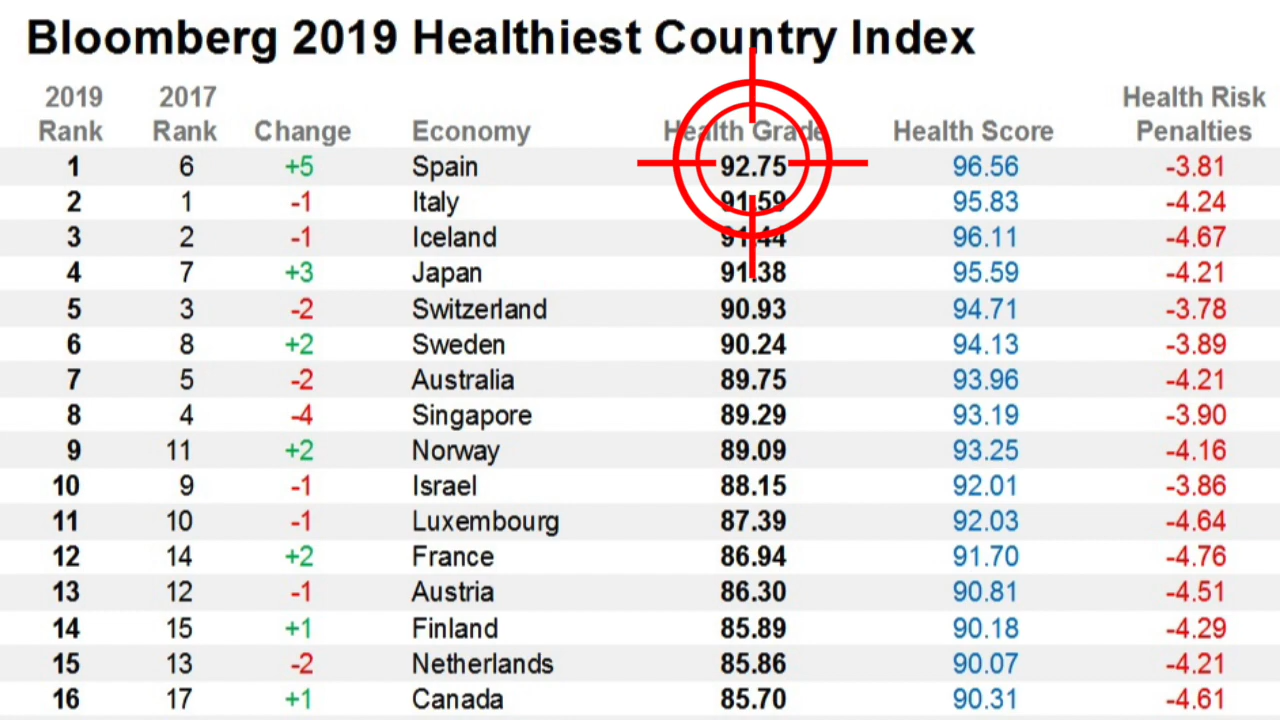 Bloomberg 2019 Healthiest Country Index
2019 Rank 2017 Rank Change Economy Health Grade Health Score Health Risk Penalties
1 6 +5 Spain 92.75 96.56 -3.81
2 1 -1 Italy 91.59 95.83 -4.24
3 2 -1 Iceland 91.44 96.11 -4.67
4 7 +3 Japan 91.38 95.59 -4.21
5 3 -2 Switzerland 90.93 94.71 -3.78
6 8 +2 Sweden 90.24 94.13 -3.89
7 5 -2 Australia 89.75 93.96 -4.21
8 4 -4 Singapore 89.29 93.19 -3.90
9 11 +2 Norway 89.09 93.25 -4.16
10 9 -1 Israel 88.15 92.01 -3.86
11 10 -1 Luxembourg 87.39 92.03 -4.64
12 14 +2 France 86.94 91.70 -4.76
13 12 -1 Austria 86.30 90.81 -4.51
14 15 +1 Finland 85.89 90.18 -4.29
15 13 -2 Netherlands 85.86 90.07 -4.21
16 17 +1 Canada 85.70 90.31 -4.61